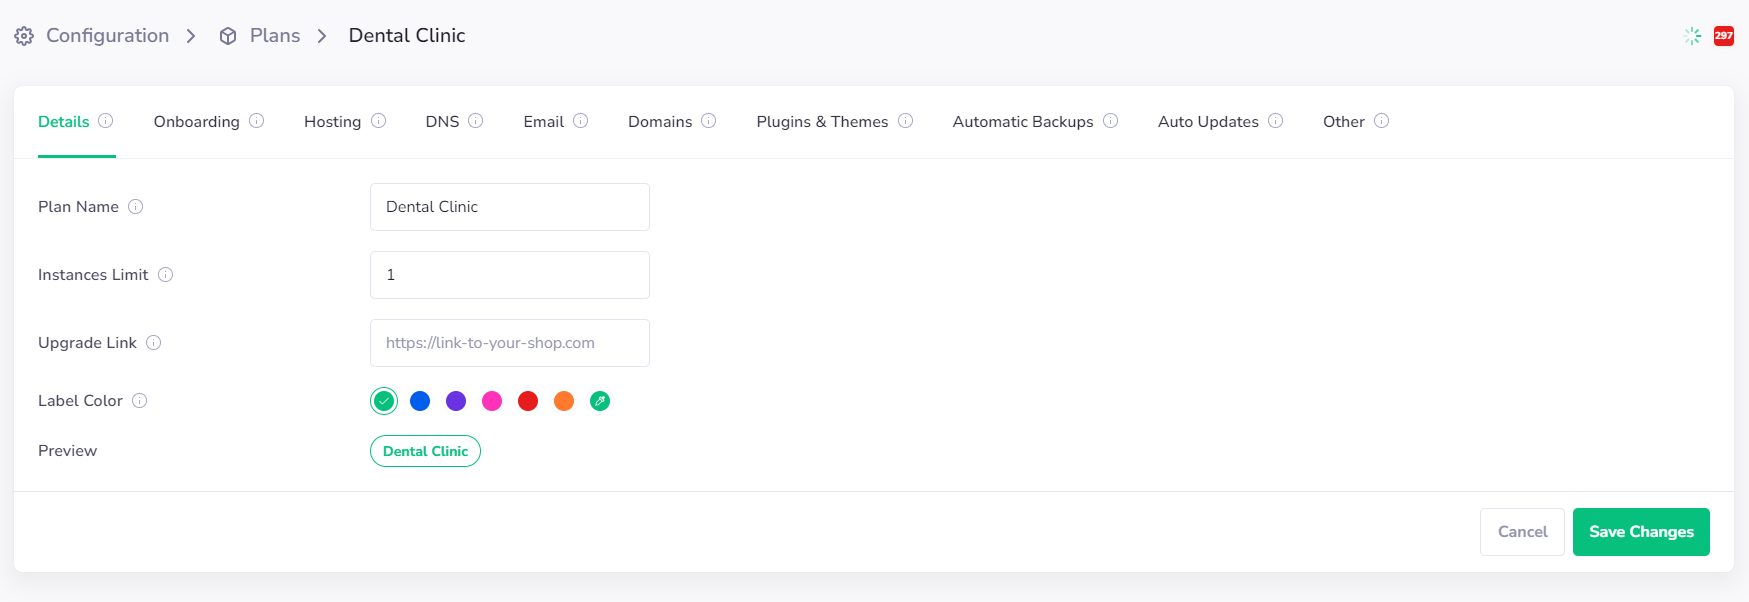 Configuration > Plans > Dental Clinic
297
Details Onboarding Hosting DNS Email Domains Plugins & Themes Automatic Backups Auto Updates Other
Plan Name Dental Clinic
Instances Limit 1
Upgrade Link https://link-to-your-shop.com
Label Color
Preview Dental Clinic
Cancel Save Changes